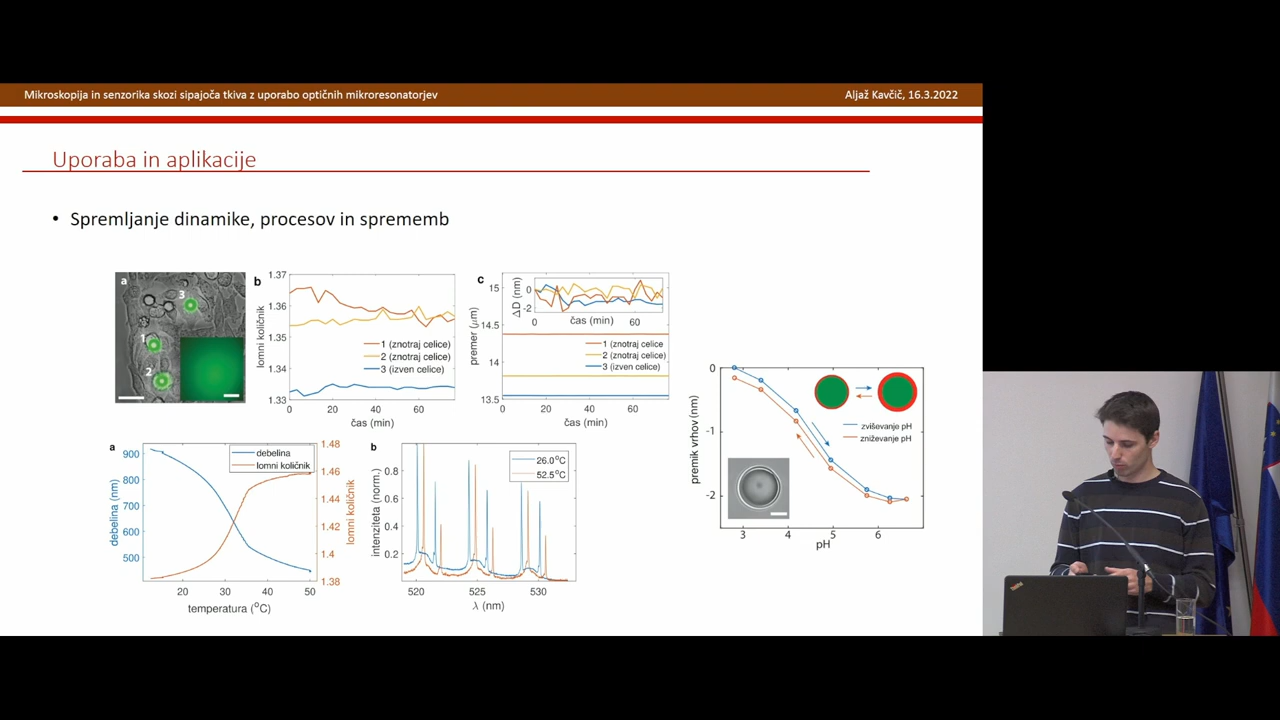 Mikroskopija in senzorika skozi sipajoča tkiva z uporabo optičnih mikroresonatorjev
Aljaž Kavčič, 16.3.2022
Uporaba in aplikacije
• Spremljanje dinamike, procesov in sprememb
a
3
1
2
b
lomni količnik
1.37
1.36
1.35
1.34
1.33
1 (znotraj celice)
2 (znotraj celice)
3 (izven celice)
0 20 40 60
čas (min)
c
premer (μm)
15
14.5
14
13.5
ΔD (nm)
0
-2
0 60
čas (min)
1 (znotraj celice
2 (znotraj celice)
3 (izven celice)
0 20 40 60
čas (min)
a
debelina (nm)
900
800
700
600
500
debelina
lomni količnik
1.48
1.46
1.44
1.42
1.4
1.38
lomni količnik
20 30 40 50
temperatura (°C)
b
intenziteta (norm.)
0.8
0.6
0.4
0.2
26.0°C
52.5°C
520 525 530
λ (nm)
premik vrhov (nm)
0
-1
-2
zviševanje pH
zniževanje pH
3 4 5 6
pH
ThinkPad